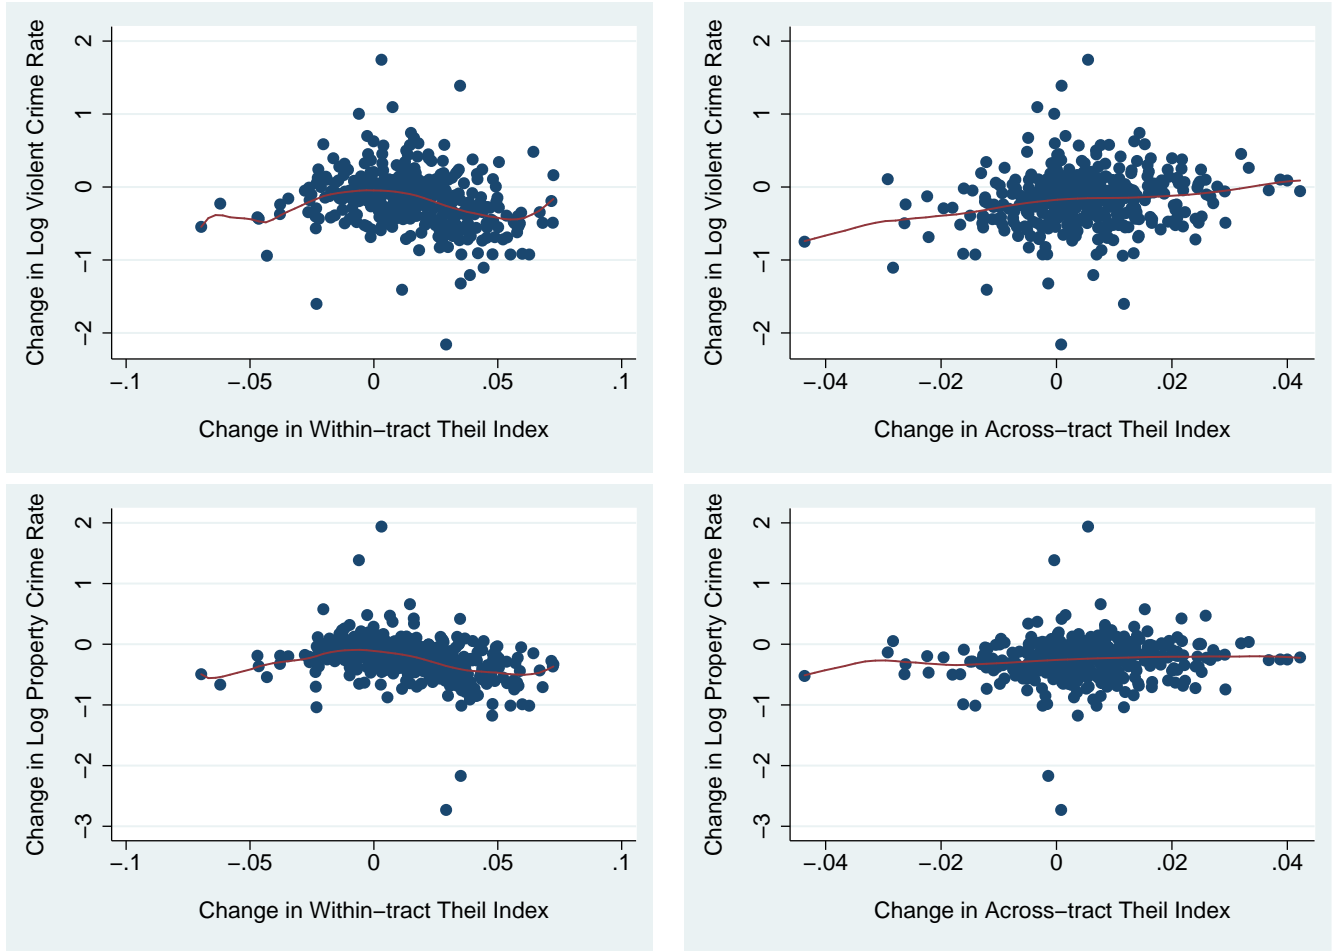 Change in Log Violent Crime Rate
2
1
0
−1
−2
−.1 −.05 0 .05 .1
Change in Within−tract Theil Index
Change in Log Violent Crime Rate
2
1
0
−1
−2
−.04 −.02 0 .02 .04
Change in Across−tract Theil Index
Change in Log Property Crime Rate
2
1
0
−1
−2
−3
−.1 −.05 0 .05 .1
Change in Within−tract Theil Index
Change in Log Property Crime Rate
2
1
0
−1
−2
−3
−.04 −.02 0 .02 .04
Change in Across−tract Theil Index